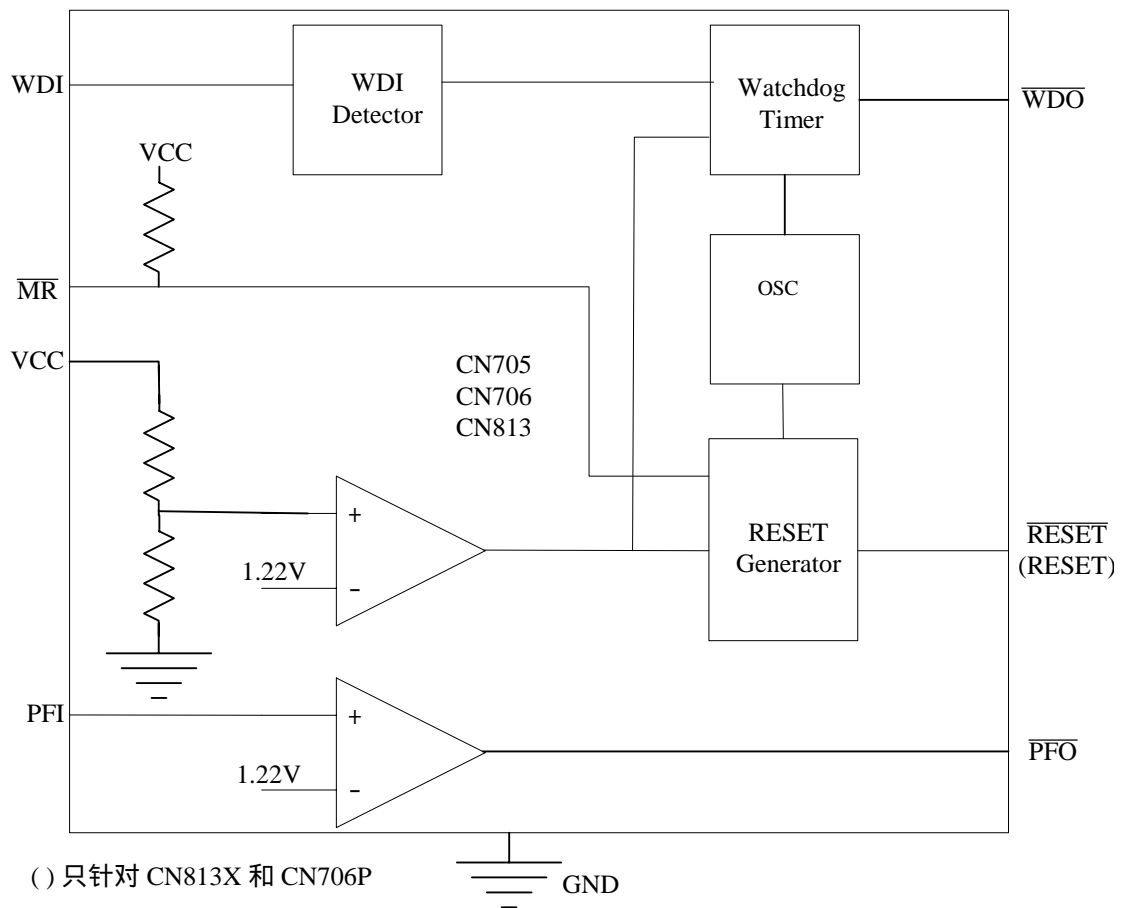 WDI
WDI
Detector
Watchdog
Timer
WDO
VCC
MR
OSC
VCC
CN705
CN706
CN813
+
1.22V
-
RESET
Generator
RESET
(RESET)
PFI
+
1.22V
-
PFO
( ) 只针对 CN813X 和 CN706P
GND